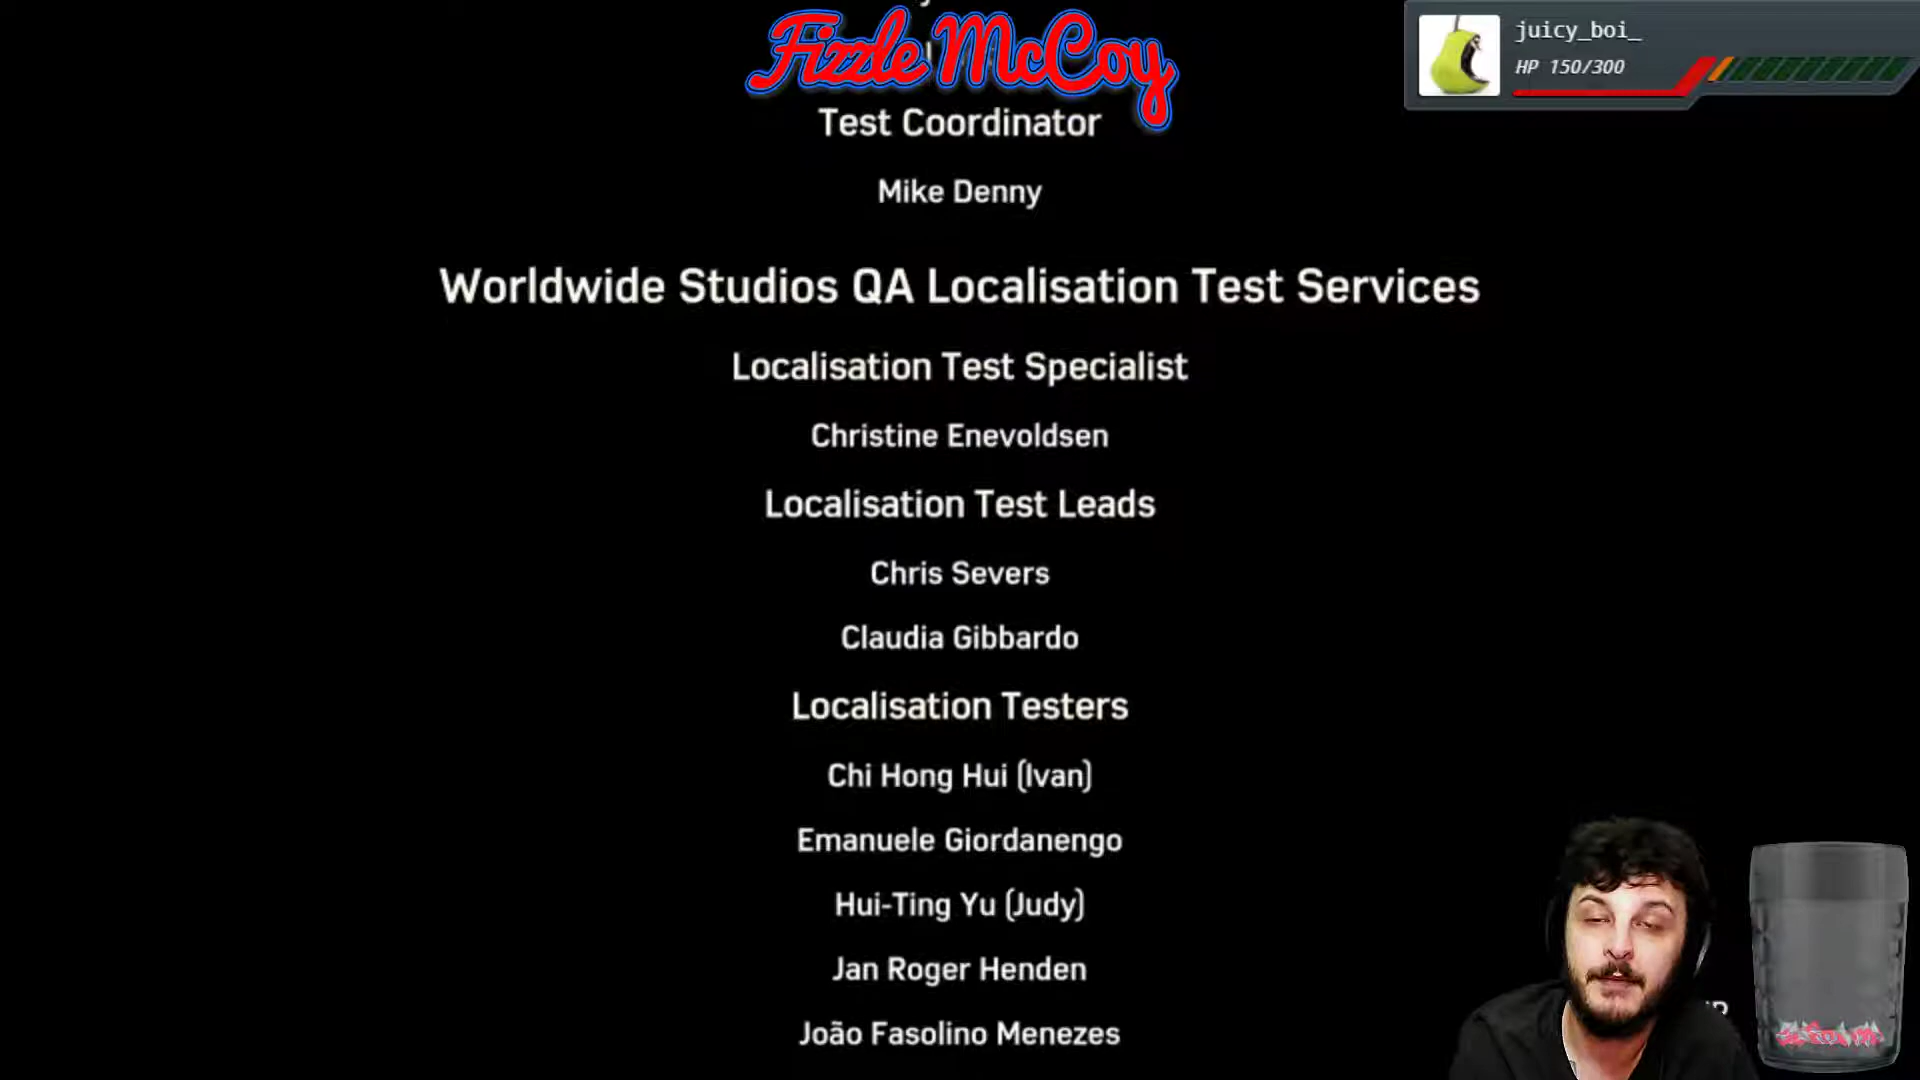 Fizzle McCoy
juicy_boi_
HP 150/300
Test Coordinator
Mike Denny
Worldwide Studios QA Localisation Test Services
Localisation Test Specialist
Christine Enevoldsen
Localisation Test Leads
Chris Severs
Claudia Gibbardo
Localisation Testers
Chi Hong Hui (Ivan)
Emanuele Giordanengo
Hui-Ting Yu (Judy)
Jan Roger Henden
João Fasolino Menezes